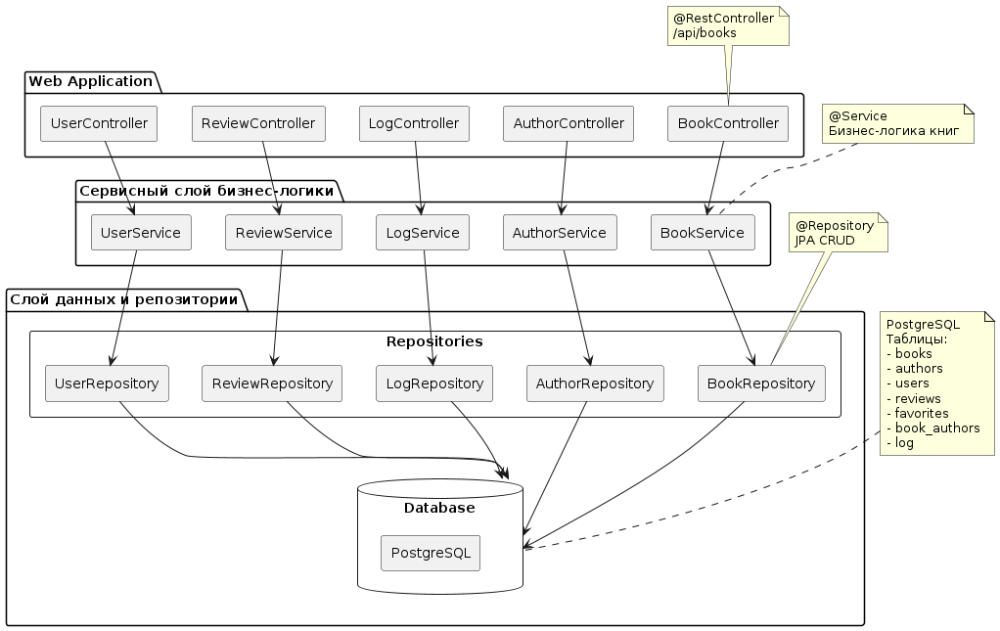 @RestController
/api/books
Web Application
UserController
ReviewController
LogController
AuthorController
BookController
@Service
Бизнес-логика книг
Сервисный слой бизнес-логики
UserService
ReviewService
LogService
AuthorService
BookService
@Repository
JPA CRUD
Слой данных и репозитории
Repositories
UserRepository
ReviewRepository
LogRepository
AuthorRepository
BookRepository
PostgreSQL
Таблицы:
- books
- authors
- users
- reviews
- favorites
- book_authors
- log
Database
PostgreSQL